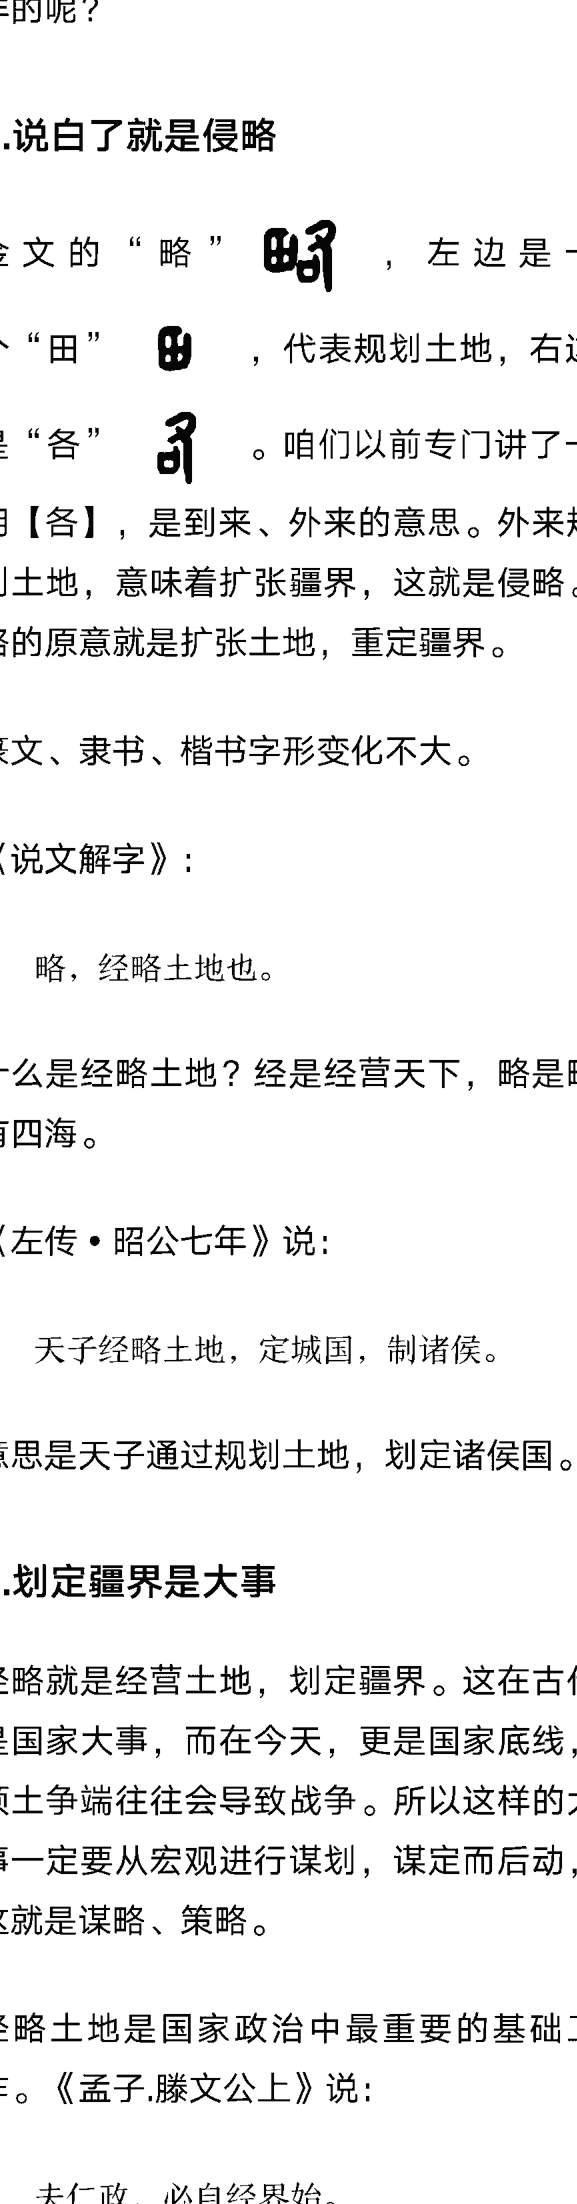 的呢？
.说白了就是侵略
文的“略”，左边是
“田”，代表规划土地，右
“各”。咱们以前专门讲了一
【各】，是到来、外来的意思。外来
土地，意味着扩张疆界，这就是侵略。
的原意就是扩张土地，重定疆界。
文、隶书、楷书字形变化不大。
《说文解字》：
略，经略土地也。
么是经略土地？经是经营天下，略是
四海。
《左传•昭公七年》说：
天子经略土地，定城国，制诸侯。
思是天子通过规划土地，划定诸侯国。
.划定疆界是大事
略就是经营土地，划定疆界。这在古
国家大事，而在今天，更是国家底线，
土争端往往会导致战争。所以这样的
一定要从宏观进行谋划，谋定而后动，
就是谋略、策略。
略土地是国家政治中最重要的基础
。《孟子.滕文公上》说：
夫仁政，必自经界始。